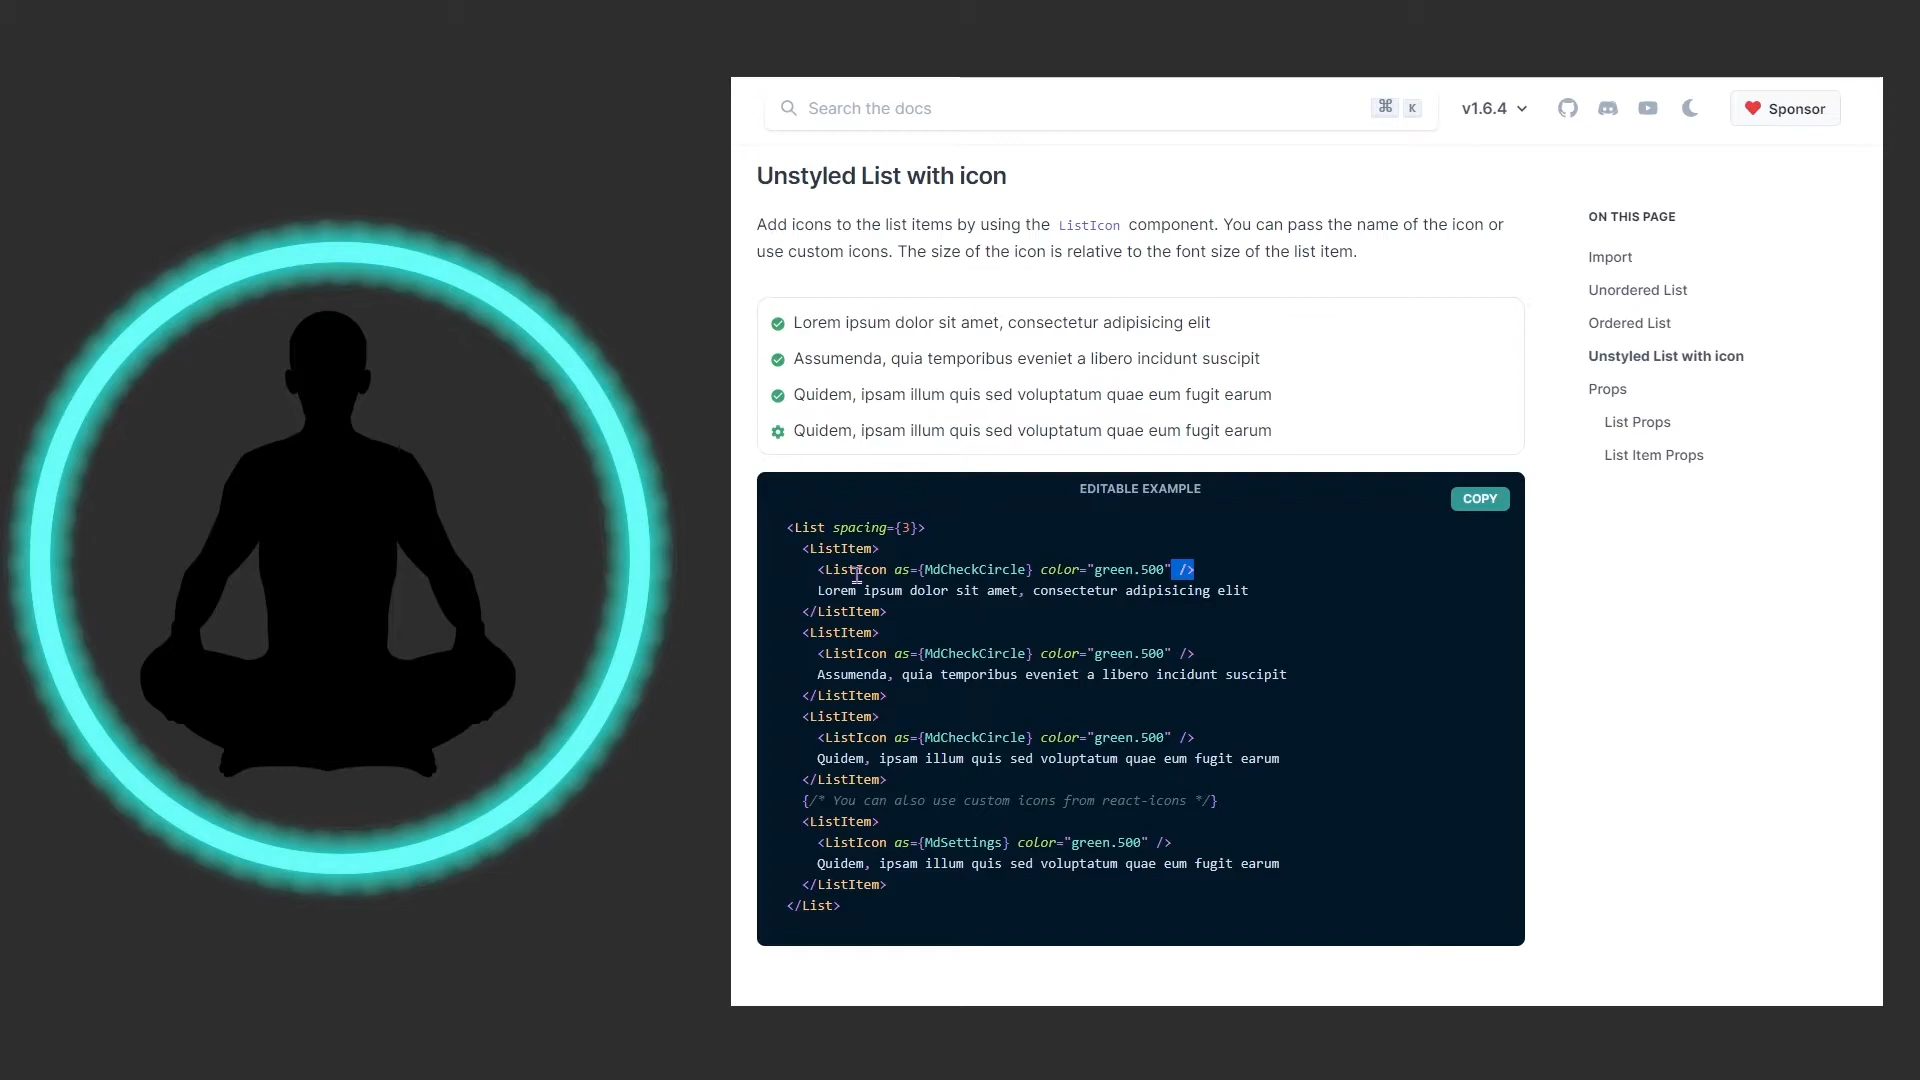 Search the docs
⌘ K
v1.6.4
Sponsor
Unstyled List with icon
Add icons to the list items by using the ListIcon component. You can pass the name of the icon or
use custom icons. The size of the icon is relative to the font size of the list item.
Lorem ipsum dolor sit amet, consectetur adipisicing elit
Assumenda, quia temporibus eveniet a libero incidunt suscipit
Quidem, ipsam illum quis sed voluptatum quae eum fugit earum
Quidem, ipsam illum quis sed voluptatum quae eum fugit earum
EDITABLE EXAMPLE
COPY
<List spacing={3}>
<ListItem>
<ListIcon as={MdCheckCircle} color="green.500" />
Lorem ipsum dolor sit amet, consectetur adipisicing elit
</ListItem>
<ListItem>
<ListIcon as={MdCheckCircle} color="green.500" />
Assumenda, quia temporibus eveniet a libero incidunt suscipit
</ListItem>
<ListItem>
<ListIcon as={MdCheckCircle} color="green.500" />
Quidem, ipsam illum quis sed voluptatum quae eum fugit earum
</ListItem>
{/* You can also use custom icons from react-icons */}
<ListItem>
<ListIcon as={MdSettings} color="green.500" />
Quidem, ipsam illum quis sed voluptatum quae eum fugit earum
</ListItem>
</List>
ON THIS PAGE
Import
Unordered List
Ordered List
Unstyled List with icon
Props
List Props
List Item Props